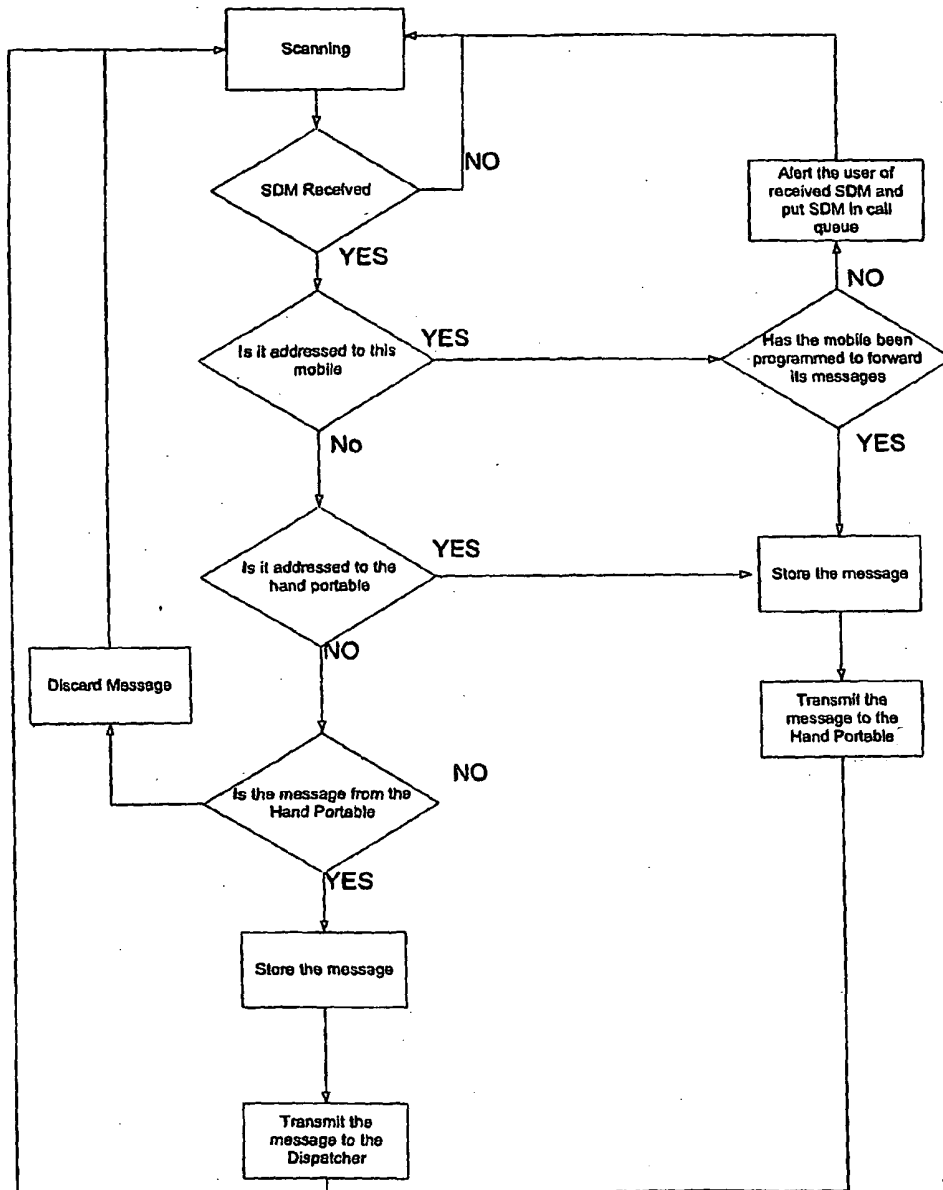 Scanning
SDM Received
NO
YES
Alert the user of
received SDM and
put SDM in call
queue
NO
Is it addressed to this
mobile
YES
Has the mobile been
programmed to forward
its messages
No
YES
Is it addressed to the
hand portable
YES
Store the message
NO
Discard Message
Transmit the
message to the
Hand Portable
Is the message from the
Hand Portable
NO
YES
Store the message
Transmit the
message to the
Dispatcher